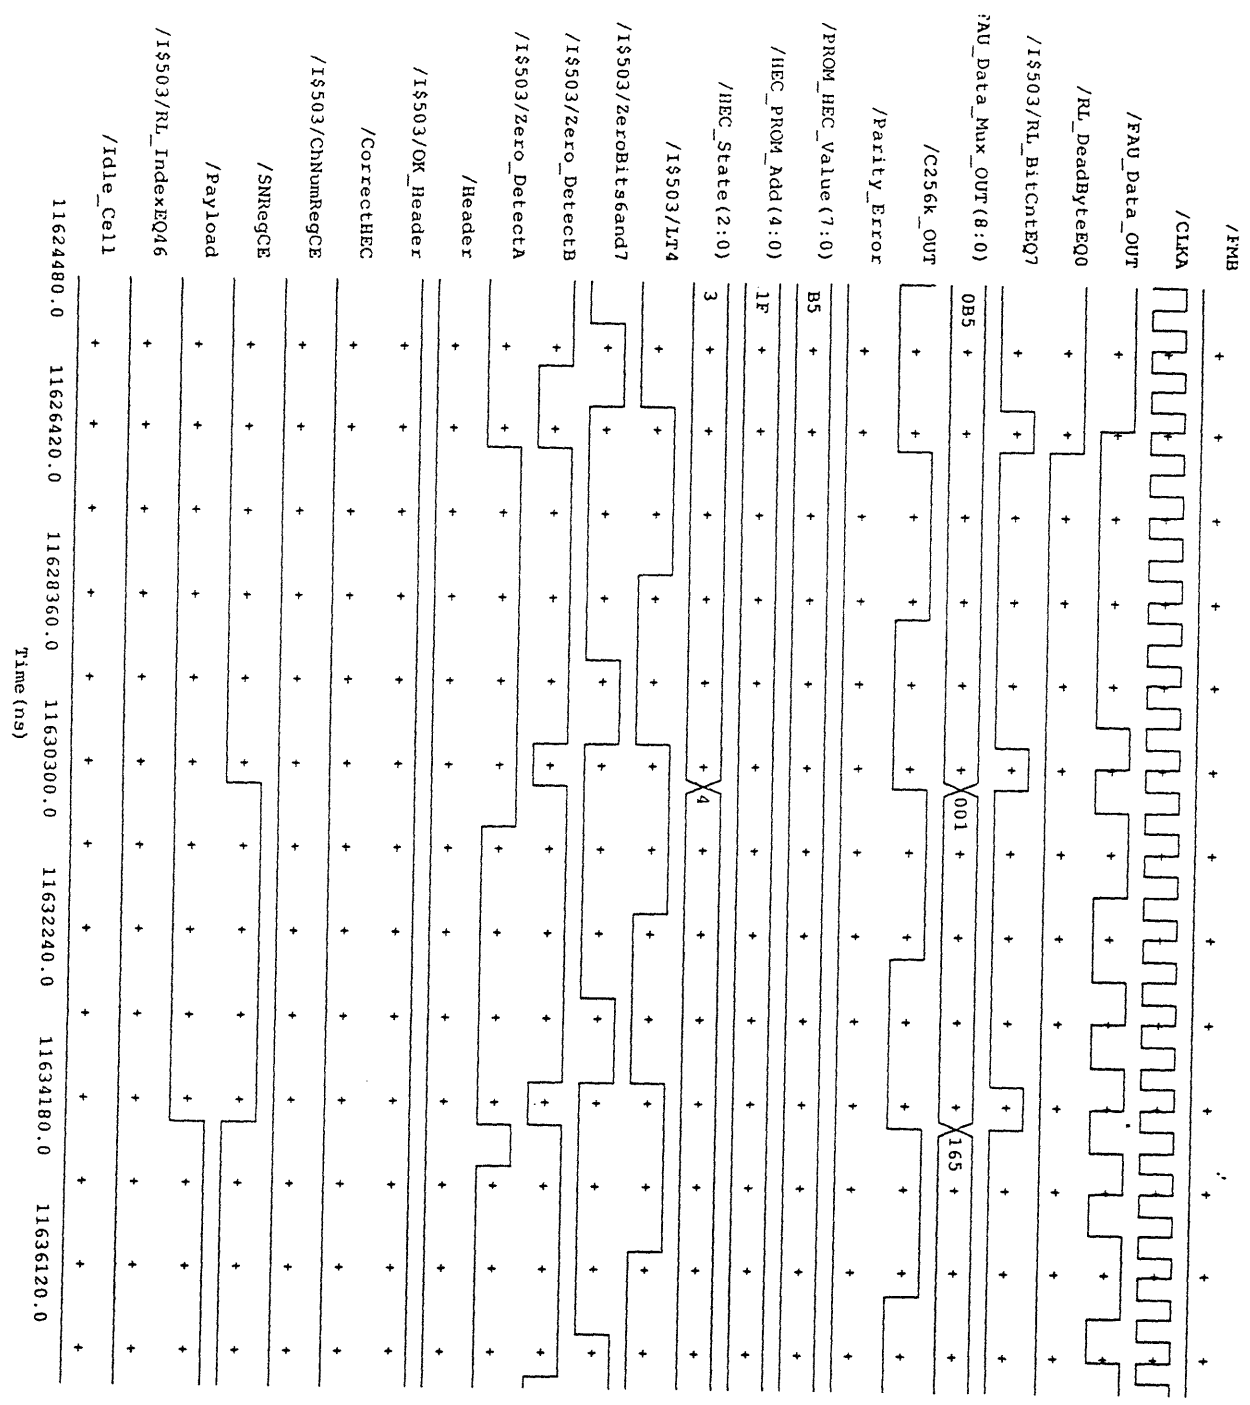 /FMB
/CLKA
/FAU_Data_OUT
/RL_DeadByteEQ0
/I$503/RL_BitCntEQ7
AU_Data_Mux_OUT(8:0)
0B5
001
165
/C256k_OUT
/Parity_Error
/PROM_HEC_Value(7:0)
B5
/HEC_PROM_Add(4:0)
1F
/HEC_State(2:0)
3
4
/I$503/LT4
/I$503/ZeroBits6and7
/I$503/Zero_DetectB
/I$503/Zero_DetectA
/Header
/I$503/OK_Header
/CorrectHEC
/I$503/ChNumRegCE
/SNRegCE
/Payload
/I$503/RL_IndexEQ46
/Idle_Cell
11624480.0 11626420.0 11628360.0 11630300.0 11632240.0 11634180.0 11636120.0
Time(ns)